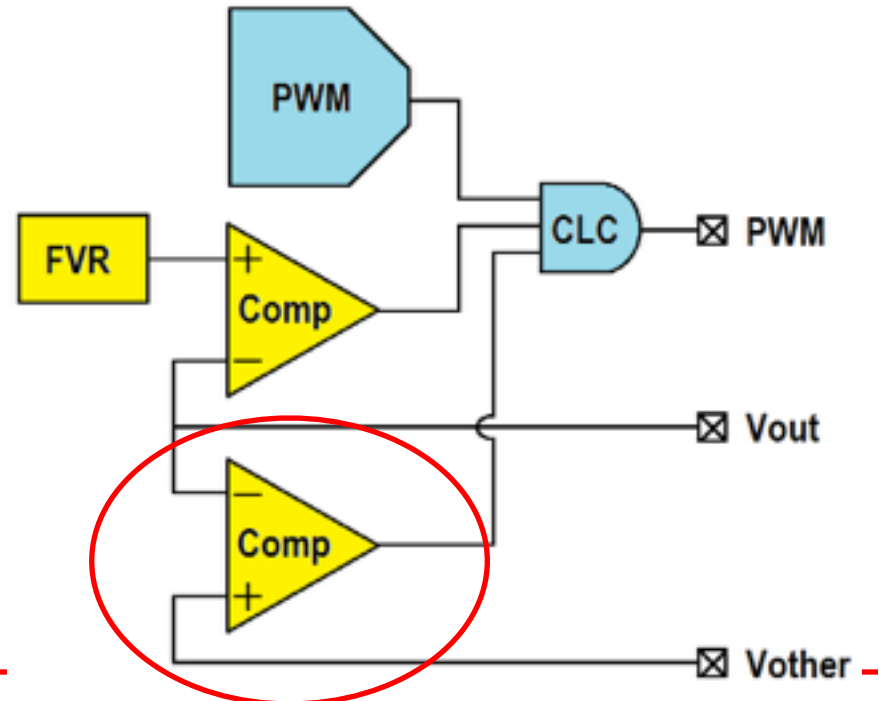 PWM
FVR
+
Comp
−
CLC
PWM
Vout
−
Comp
+
Vother